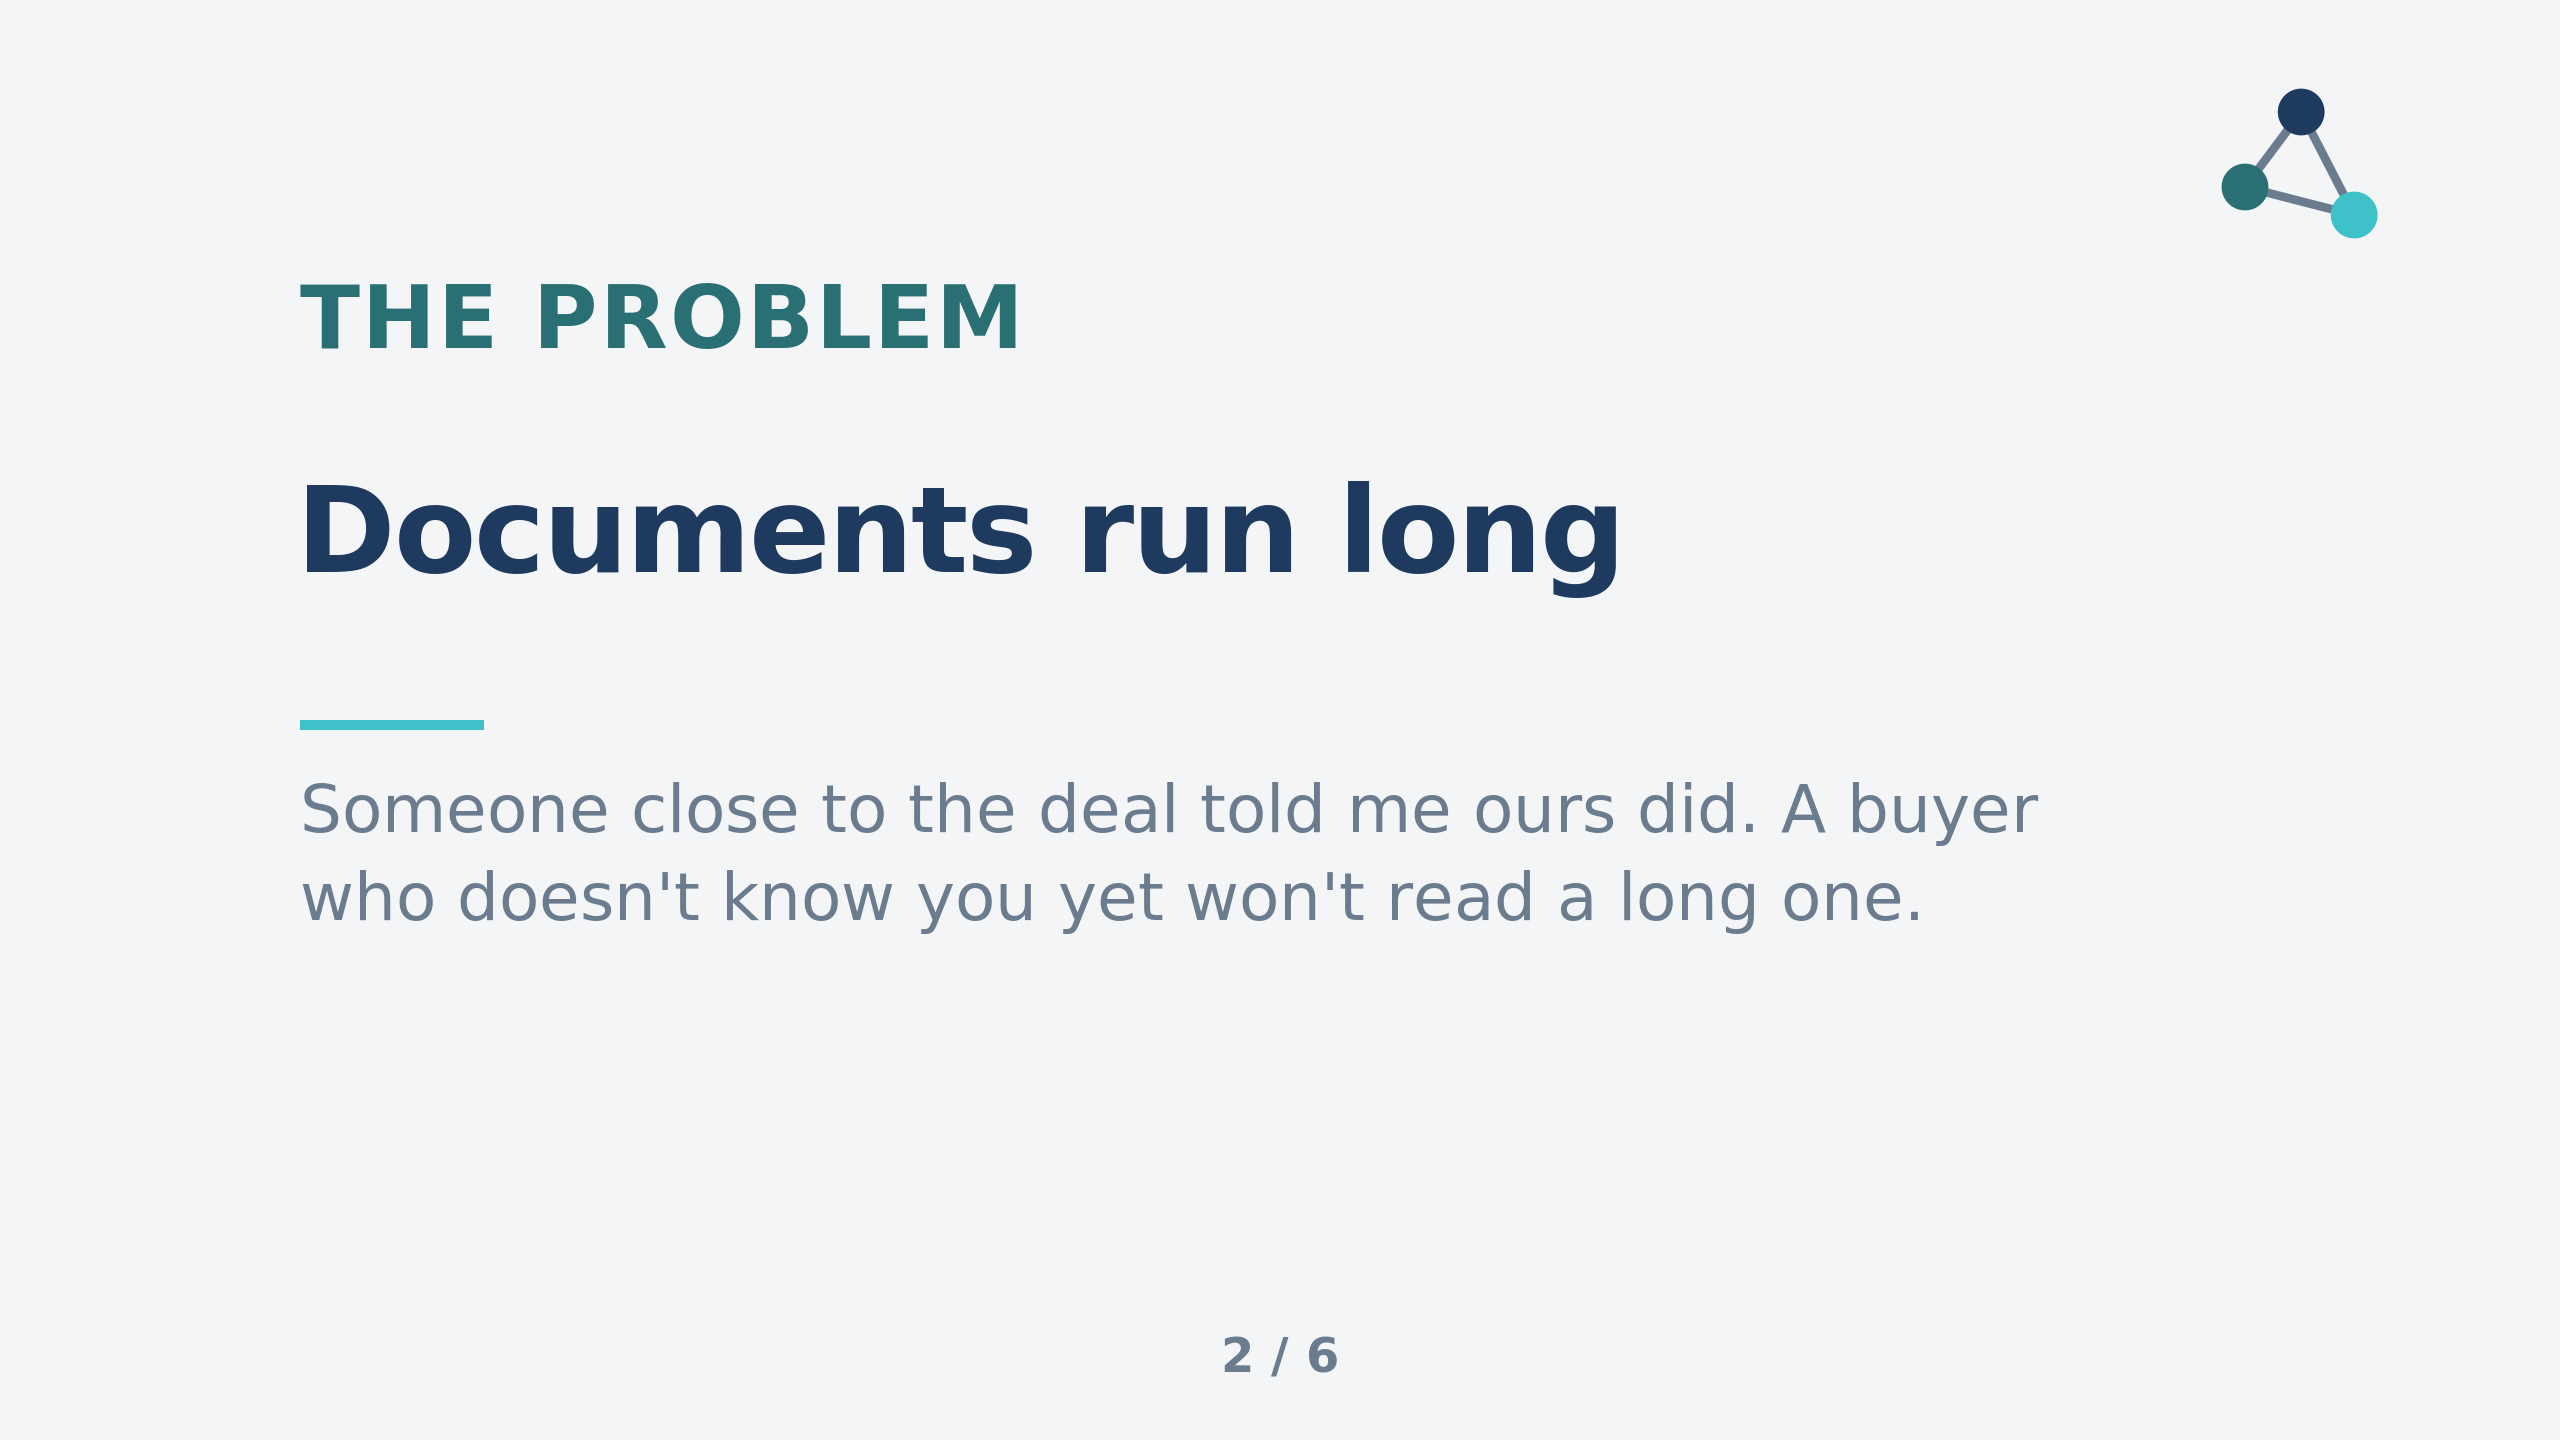 THE PROBLEM
Documents run long
Someone close to the deal told me ours did. A buyer
who doesn't know you yet won't read a long one.
2 / 6